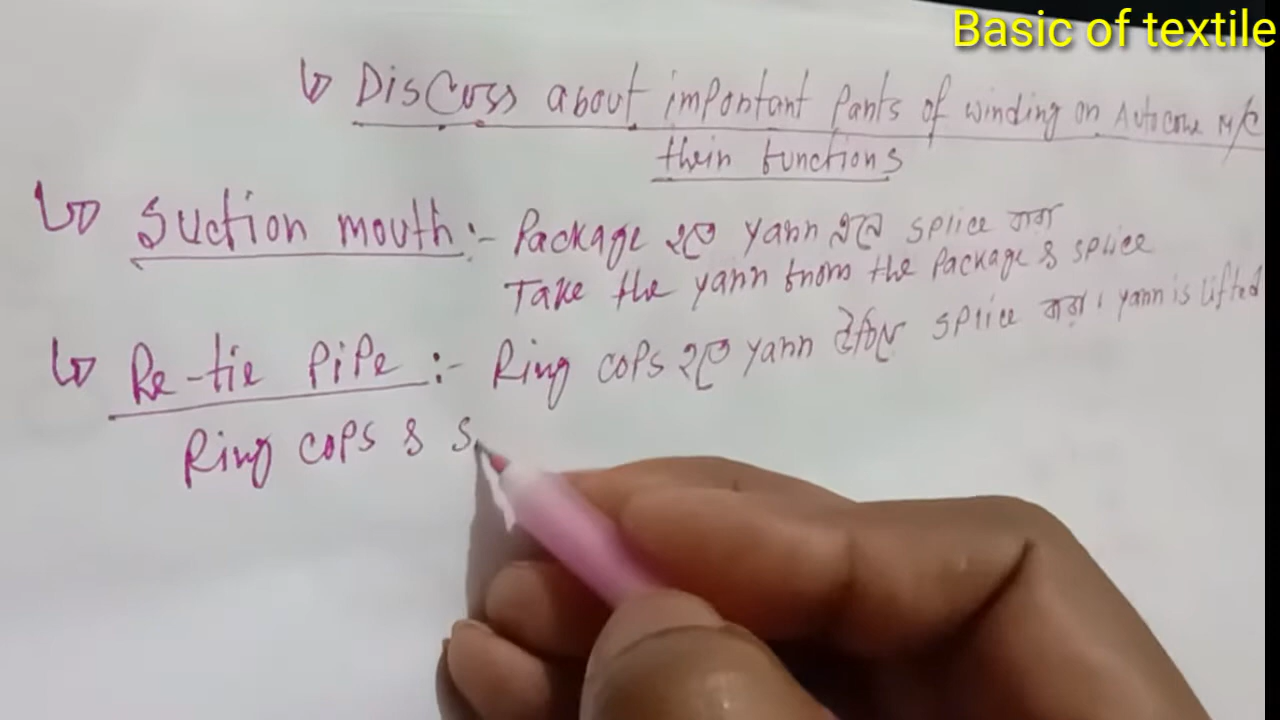 Basic of textile
Discuss about important parts of winding on Autocone M/C
their functions
Suction mouth :- Package হতে yarn এনে splice করা
Take the yarn from the Package & splice
Re-tie PiPe :- Ring cops হতে yarn টেনে splice করা। yarn is lifted
Ring cops & s